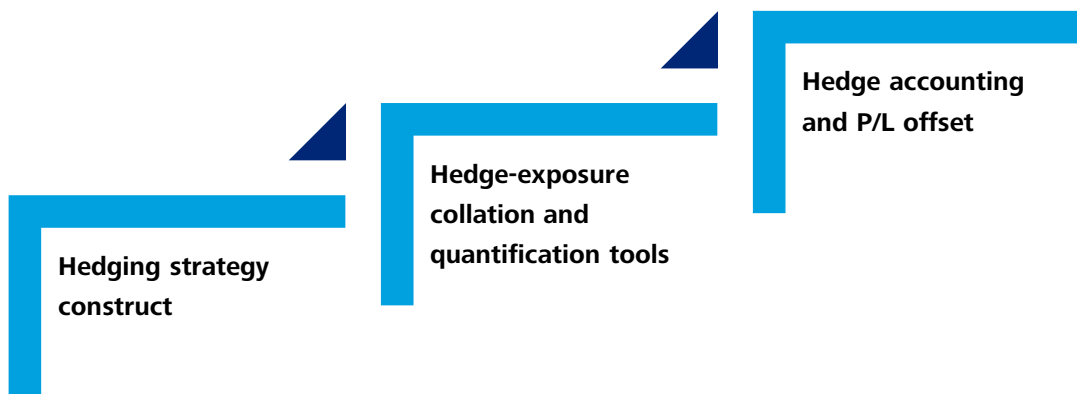 Hedging strategy
construct
Hedge-exposure
collation and
quantification tools
Hedge accounting
and P/L offset